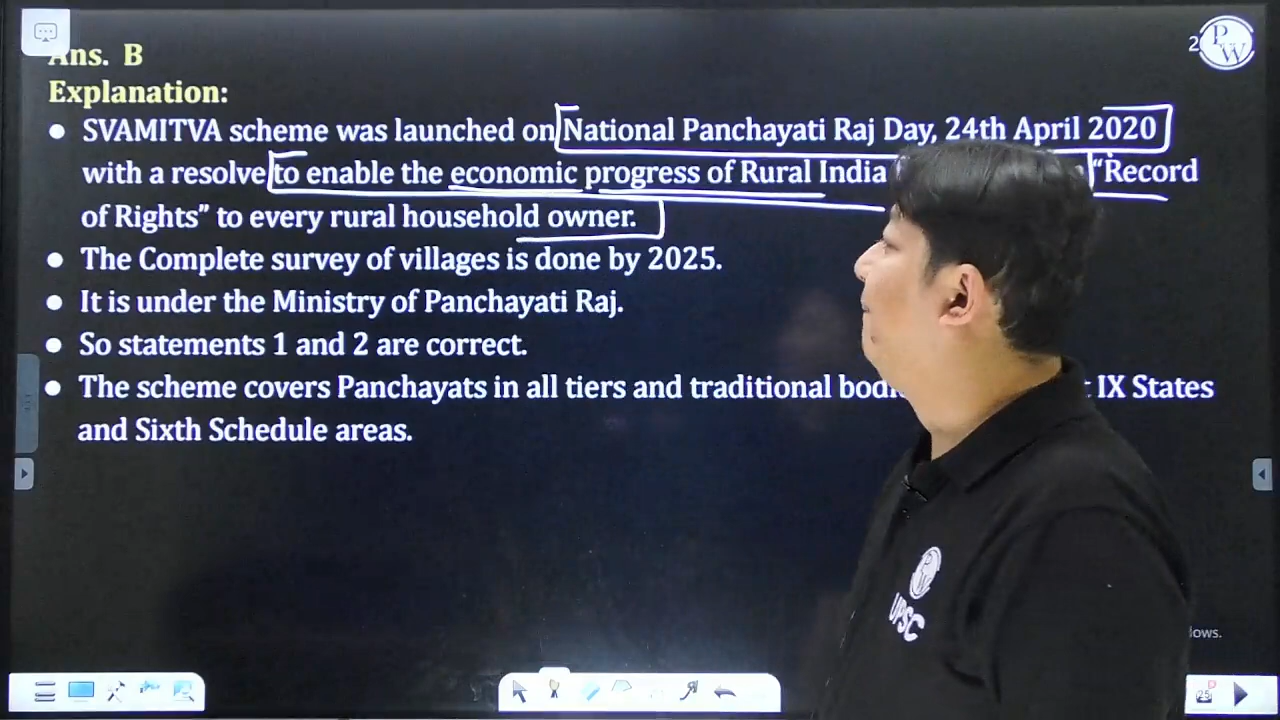 Ans. B
Explanation:
• SVAMITVA scheme was launched on National Panchayati Raj Day, 24th April 2020
with a resolve to enable the economic progress of Rural India “Record
of Rights” to every rural household owner.
• The Complete survey of villages is done by 2025.
• It is under the Ministry of Panchayati Raj.
• So statements 1 and 2 are correct.
• The scheme covers Panchayats in all tiers and traditional IX States
and Sixth Schedule areas.
PW
UPSC
25